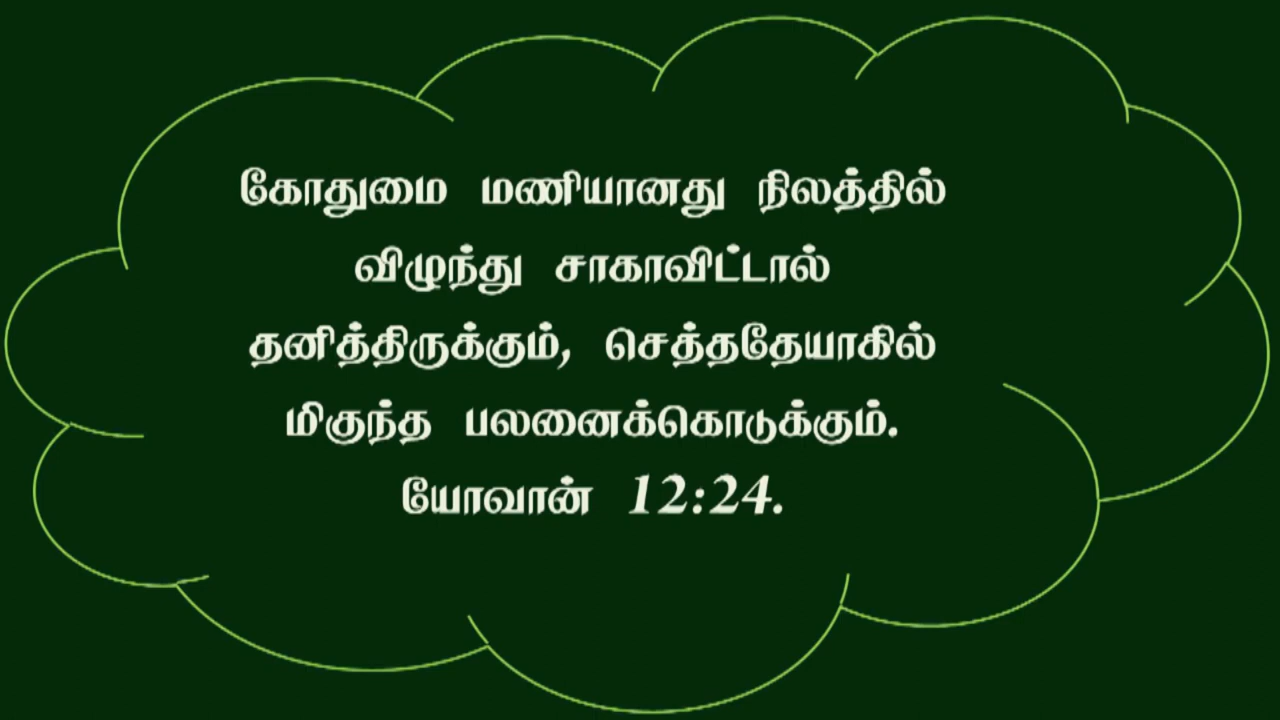 கோதுமை மணியானது நிலத்தில்
விழுந்து சாகாவிட்டால்
தனித்திருக்கும், செத்ததேயாகில்
மிகுந்த பலனைக்கொடுக்கும்.
யோவான் 12:24.